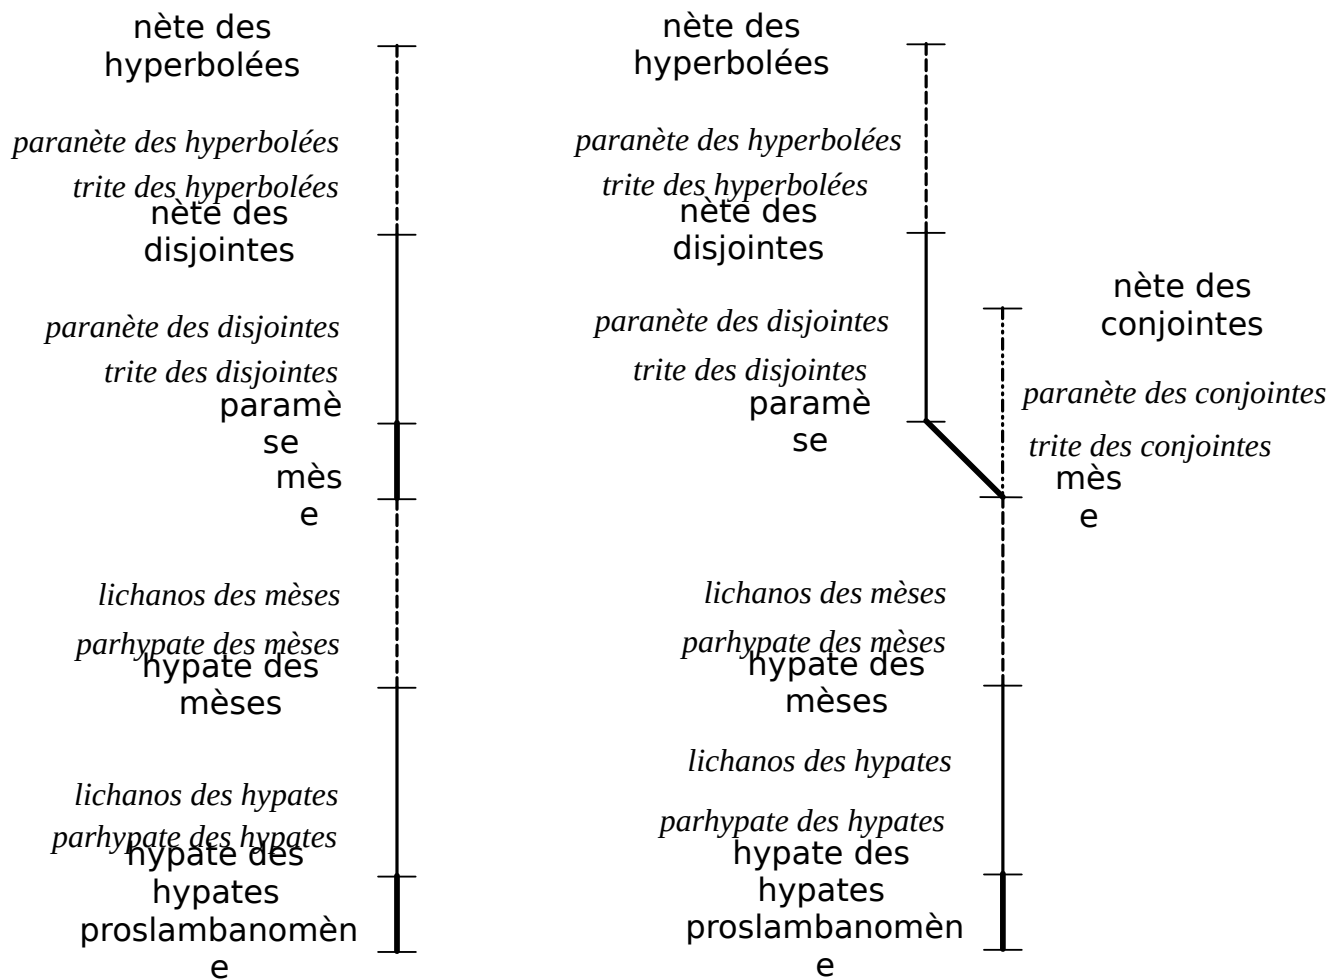 nète des
hyperbolées
paranète des hyperbolées
trite des hyperbolées
nète des
disjointes
paranète des disjointes
trite des disjointes
paramè
se
mès
e
lichanos des mèses
parhypate des mèses
hypate des
mèses
lichanos des hypates
parhypate des hypates
hypate des
hypates
proslambanomèn
e
nète des
hyperbolées
paranète des hyperbolées
trite des hyperbolées
nète des
disjointes
paranète des disjointes
trite des disjointes
paramè
se
nète des
conjointes
paranète des conjointes
trite des conjointes
mès
e
lichanos des mèses
parhypate des mèses
hypate des
mèses
lichanos des hypates
parhypate des hypates
hypate des
hypates
proslambanomèn
e